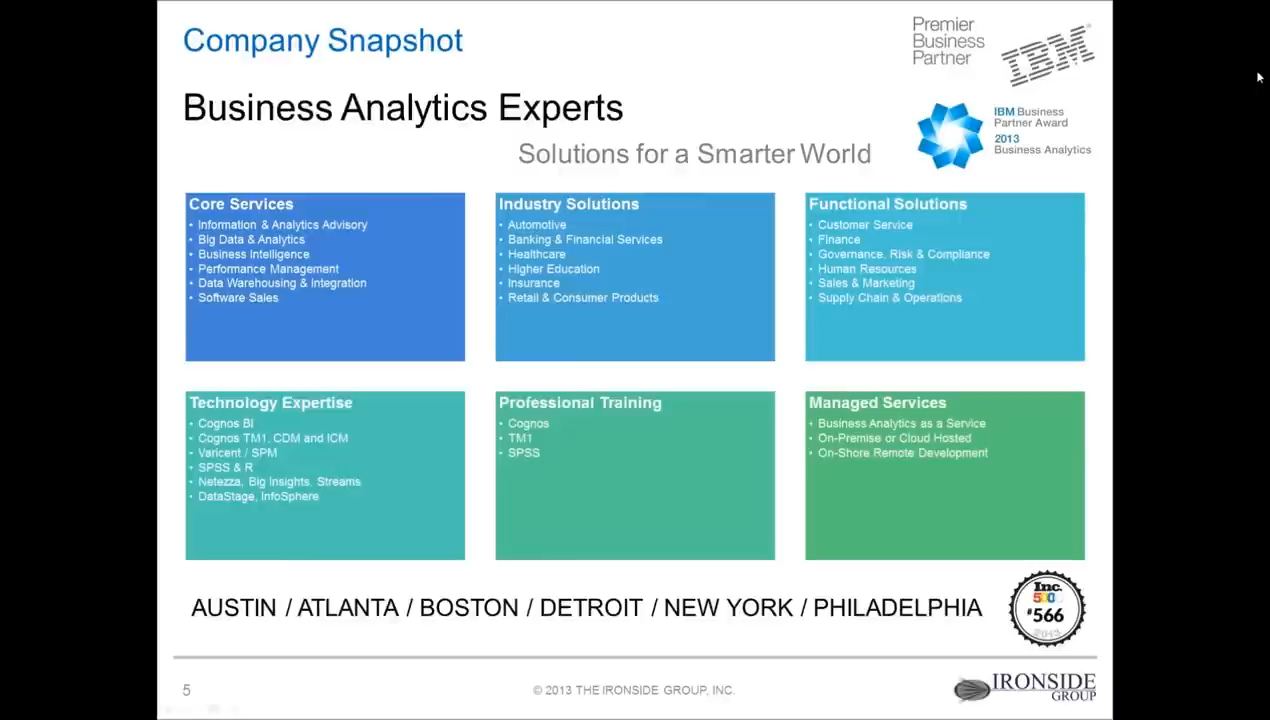 Company Snapshot
Premier
Business
Partner
IBM
Business Analytics Experts
Solutions for a Smarter World
IBM Business
Partner Award
2013
Business Analytics
Core Services
• Information & Analytics Advisory
• Big Data & Analytics
• Business Intelligence
• Performance Management
• Data Warehousing & Integration
• Software Sales
Industry Solutions
• Automotive
• Banking & Financial Services
• Healthcare
• Higher Education
• Insurance
• Retail & Consumer Products
Functional Solutions
• Customer Service
• Finance
• Governance, Risk & Compliance
• Human Resources
• Sales & Marketing
• Supply Chain & Operations
Technology Expertise
• Cognos BI
• Cognos TM1, CDM and ICM
• Varicent / SPM
• SPSS & R
• Netezza, Big Insights, Streams
• DataStage, InfoSphere
Professional Training
• Cognos
• TM1
• SPSS
Managed Services
• Business Analytics as a Service
• On-Premise or Cloud Hosted
• On-Shore Remote Development
AUSTIN / ATLANTA / BOSTON / DETROIT / NEW YORK / PHILADELPHIA
Inc.
500
#566
2013
5
© 2013 THE IRONSIDE GROUP, INC.
IRONSIDE
GROUP